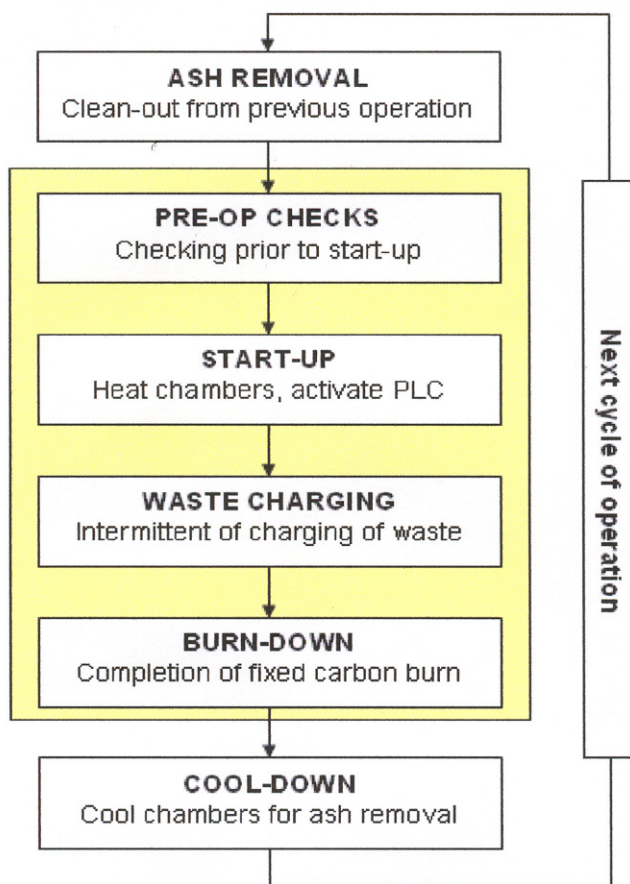 ASH REMOVAL
Clean-out from previous operation
PRE-OP CHECKS
Checking prior to start-up
START-UP
Heat chambers, activate PLC
WASTE CHARGING
Intermittent of charging of waste
BURN-DOWN
Completion of fixed carbon burn
COOL-DOWN
Cool chambers for ash removal
Next cycle of operation